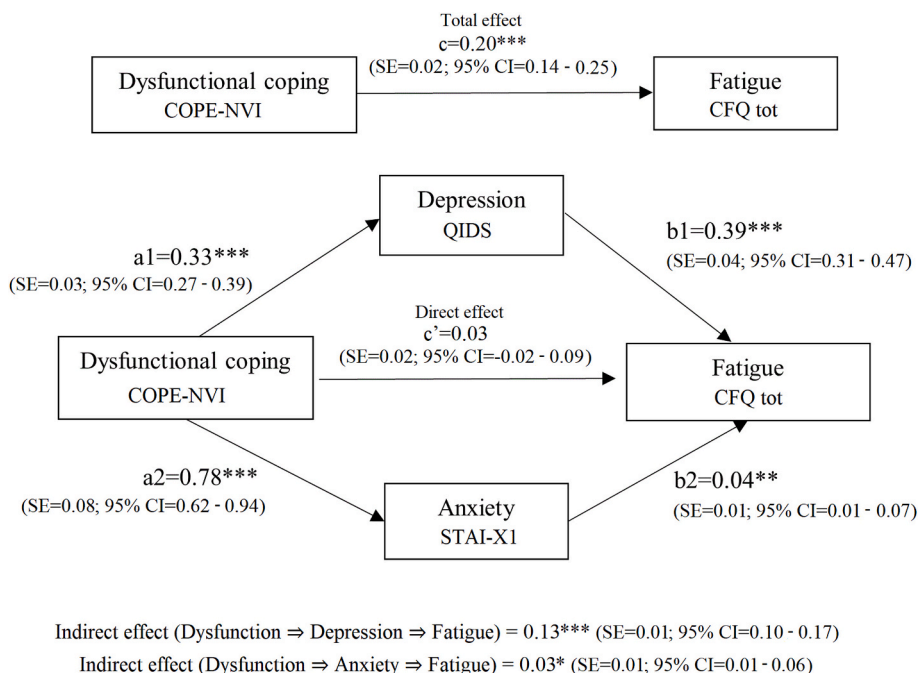 Total effect
c=0.20***
(SE=0.02; 95% CI=0.14 - 0.25)
Dysfunctional coping
COPE-NVI
Fatigue
CFQ tot
Depression
QIDS
a1=0.33***
(SE=0.03; 95% CI=0.27 - 0.39)
b1=0.39***
(SE=0.04; 95% CI=0.31 - 0.47)
Direct effect
c’=0.03
(SE=0.02; 95% CI=-0.02 - 0.09)
Dysfunctional coping
COPE-NVI
Fatigue
CFQ tot
a2=0.78***
(SE=0.08; 95% CI=0.62 - 0.94)
b2=0.04**
(SE=0.01; 95% CI=0.01 - 0.07)
Anxiety
STAI-X1
Indirect effect (Dysfunction ⇒ Depression ⇒ Fatigue) = 0.13*** (SE=0.01; 95% CI=0.10 - 0.17)
Indirect effect (Dysfunction ⇒ Anxiety ⇒ Fatigue) = 0.03* (SE=0.01; 95% CI=0.01 - 0.06)